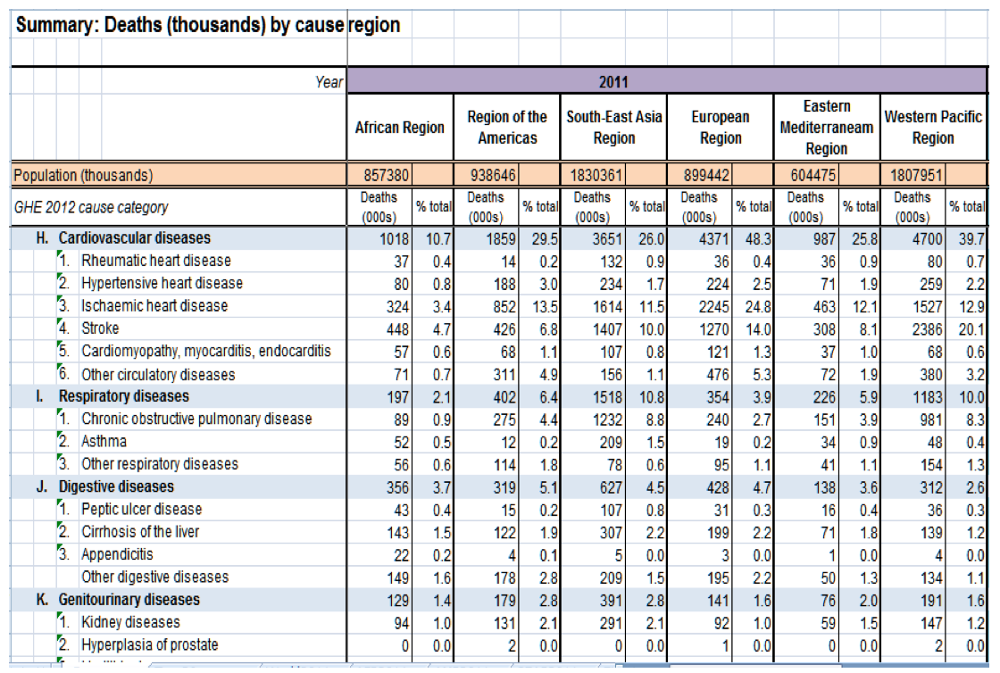 Summary: Deaths (thousands) by cause region
Year 2011
African Region Region of the Americas South-East Asia Region European Region Eastern Mediterraneam Region Western Pacific Region
Population (thousands) 857380 938646 1830361 899442 604475 1807951
GHE 2012 cause category Deaths (000s) % total Deaths (000s) % total Deaths (000s) % total Deaths (000s) % total Deaths (000s) % total Deaths (000s) % total
H. Cardiovascular diseases 1018 10.7 1859 29.5 3651 26.0 4371 48.3 987 25.8 4700 39.7
1. Rheumatic heart disease 37 0.4 14 0.2 132 0.9 36 0.4 36 0.9 80 0.7
2. Hypertensive heart disease 80 0.8 188 3.0 234 1.7 224 2.5 71 1.9 259 2.2
3. Ischaemic heart disease 324 3.4 852 13.5 1614 11.5 2245 24.8 463 12.1 1527 12.9
4. Stroke 448 4.7 426 6.8 1407 10.0 1270 14.0 308 8.1 2386 20.1
5. Cardiomyopathy, myocarditis, endocarditis 57 0.6 68 1.1 107 0.8 121 1.3 37 1.0 68 0.6
6. Other circulatory diseases 71 0.7 311 4.9 156 1.1 476 5.3 72 1.9 380 3.2
I. Respiratory diseases 197 2.1 402 6.4 1518 10.8 354 3.9 226 5.9 1183 10.0
1. Chronic obstructive pulmonary disease 89 0.9 275 4.4 1232 8.8 240 2.7 151 3.9 981 8.3
2. Asthma 52 0.5 12 0.2 209 1.5 19 0.2 34 0.9 48 0.4
3. Other respiratory diseases 56 0.6 114 1.8 78 0.6 95 1.1 41 1.1 154 1.3
J. Digestive diseases 356 3.7 319 5.1 627 4.5 428 4.7 138 3.6 312 2.6
1. Peptic ulcer disease 43 0.4 15 0.2 107 0.8 31 0.3 16 0.4 36 0.3
2. Cirrhosis of the liver 143 1.5 122 1.9 307 2.2 199 2.2 71 1.8 139 1.2
3. Appendicitis 22 0.2 4 0.1 5 0.0 3 0.0 1 0.0 4 0.0
Other digestive diseases 149 1.6 178 2.8 209 1.5 195 2.2 50 1.3 134 1.1
K. Genitourinary diseases 129 1.4 179 2.8 391 2.8 141 1.6 76 2.0 191 1.6
1. Kidney diseases 94 1.0 131 2.1 291 2.1 92 1.0 59 1.5 147 1.2
2. Hyperplasia of prostate 0 0.0 2 0.0 0 0.0 1 0.0 0 0.0 2 0.0